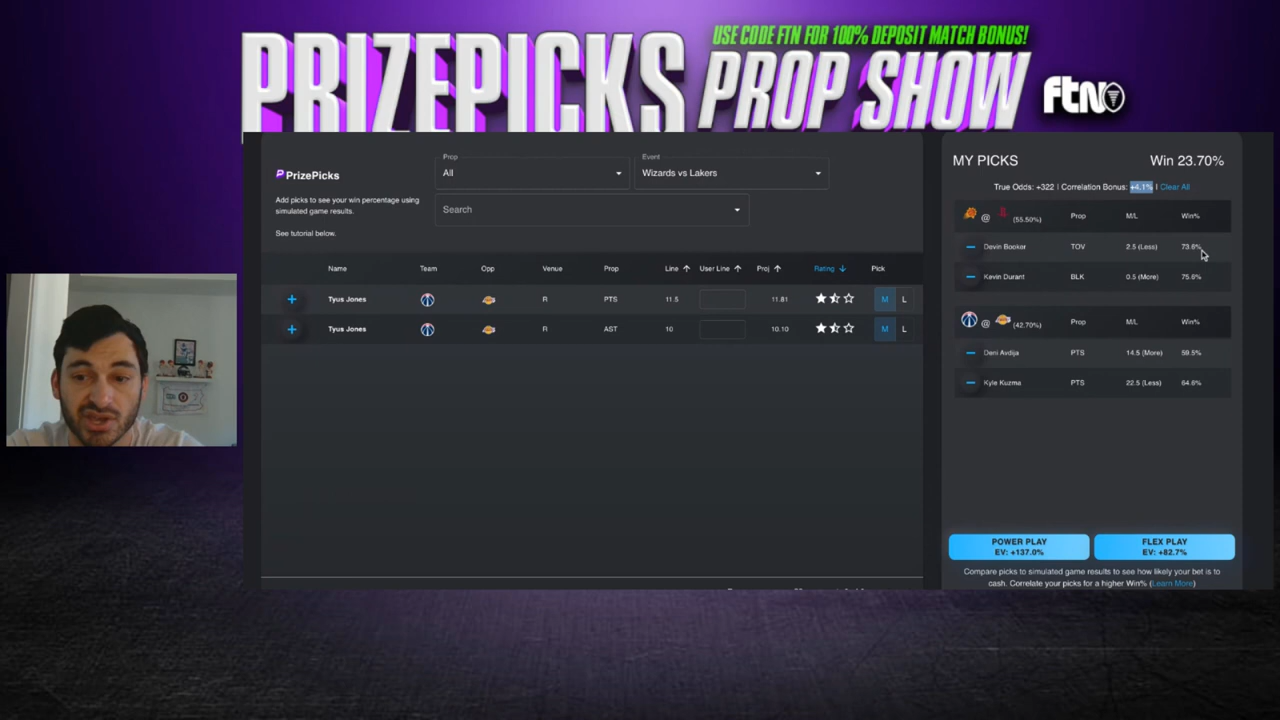 USE CODE FTN FOR 100% DEPOSIT MATCH BONUS!
PRIZEPICKS PROP SHOW
ftn
PrizePicks
Add picks to see your win percentage using
simulated game results.
See tutorial below.
Prop
All
Event
Wizards vs Lakers
Search
Name Team Opp Venue Prop Line User Line Proj Rating Pick
Tyus Jones R PTS 11.5 11.81 M L
Tyus Jones R AST 10 10.10 M L
MY PICKS Win 23.70%
True Odds: +322 | Correlation Bonus: +4.1% | Clear All
@ (55.50%) Prop M/L Win%
Devin Booker TOV 2.5 (Less) 73.8%
Kevin Durant BLK 0.5 (More) 75.6%
@ (42.70%) Prop M/L Win%
Deni Avdija PTS 14.5 (More) 59.5%
Kyle Kuzma PTS 22.5 (Less) 64.6%
POWER PLAY
EV: +137.0%
FLEX PLAY
EV: +82.7%
Compare picks to simulated game results to see how likely your bet is to
cash. Correlate your picks for a higher Win% (Learn More)